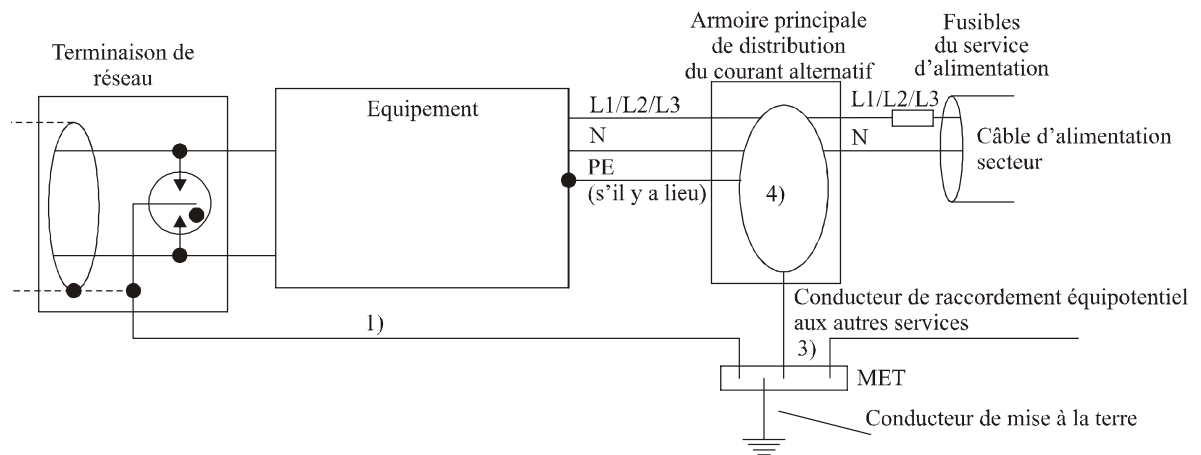 Terminaison de
réseau
Equipement
L1/L2/L3
N
PE
(s'il y a lieu)
Armoire principale
de distribution
du courant alternatif
4)
Fusibles
du service
d'alimentation
L1/L2/L3
N
Câble d'alimentation
secteur
Conducteur de raccordement équipotentiel
aux autres services
1)
3)
MET
Conducteur de mise à la terre